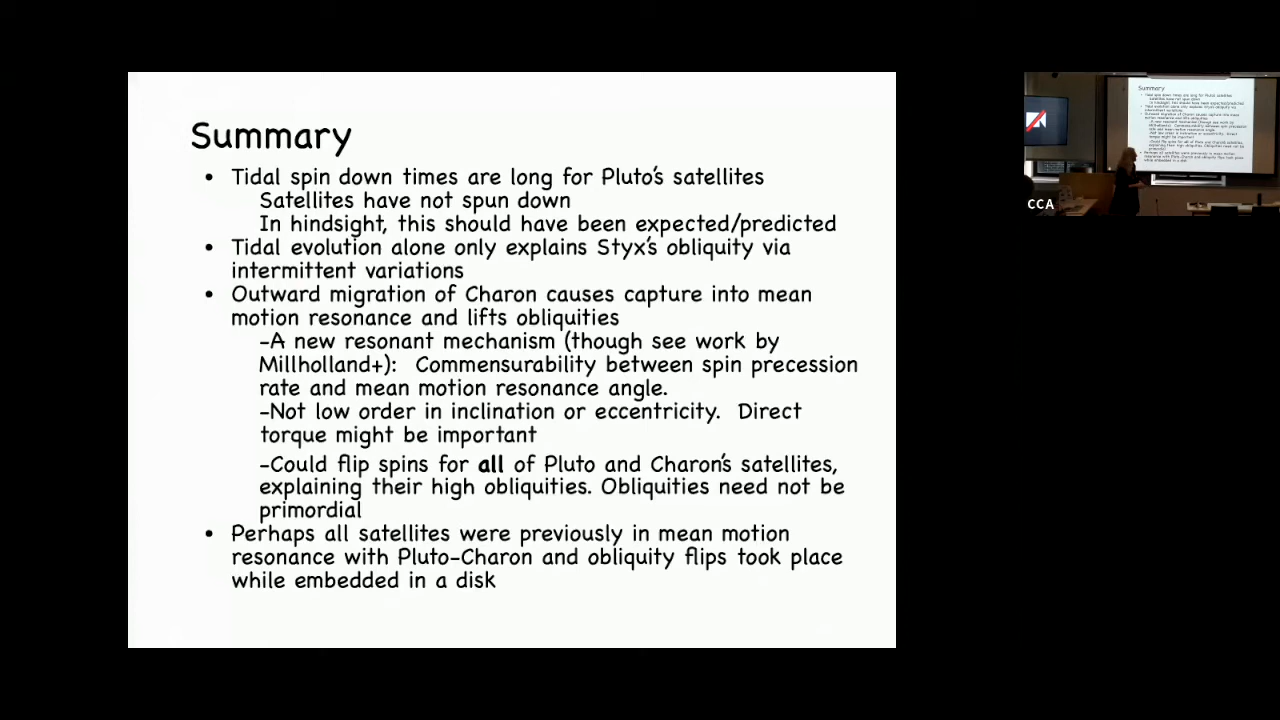 Summary
• Tidal spin down times are long for Pluto's satellites
Satellites have not spun down
In hindsight, this should have been expected/predicted
• Tidal evolution alone only explains Styx's obliquity via
intermittent variations
• Outward migration of Charon causes capture into mean
motion resonance and lifts obliquities
-A new resonant mechanism (though see work by
Millholland+): Commensurability between spin precession
rate and mean motion resonance angle.
-Not low order in inclination or eccentricity. Direct
torque might be important
-Could flip spins for all of Pluto and Charon's satellites,
explaining their high obliquities. Obliquities need not be
primordial
• Perhaps all satellites were previously in mean motion
resonance with Pluto-Charon and obliquity flips took place
while embedded in a disk
Summary
CCA